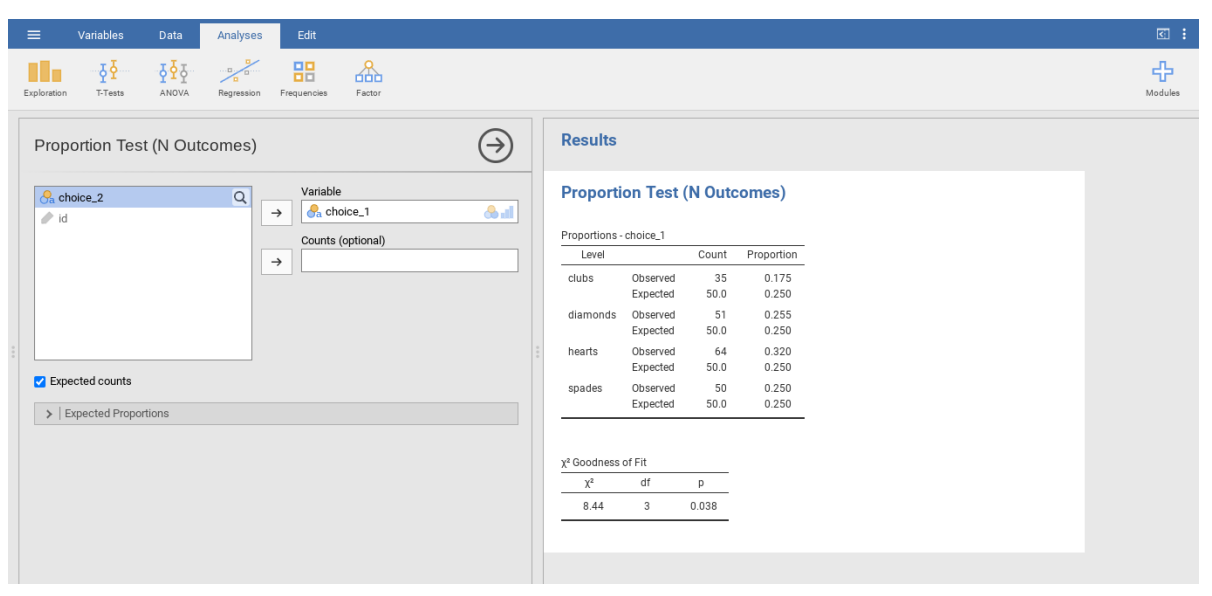 Variables Data Analyses Edit
Exploration T-Tests ANOVA Regression Frequencies Factor Modules
Proportion Test (N Outcomes)
choice_2
id
Variable
choice_1
Counts (optional)
Expected counts
Expected Proportions
Results
Proportion Test (N Outcomes)
Proportions - choice_1
Level Count Proportion
clubs Observed 35 0.175
Expected 50.0 0.250
diamonds Observed 51 0.255
Expected 50.0 0.250
hearts Observed 64 0.320
Expected 50.0 0.250
spades Observed 50 0.250
Expected 50.0 0.250
χ² Goodness of Fit
χ² df p
8.44 3 0.038